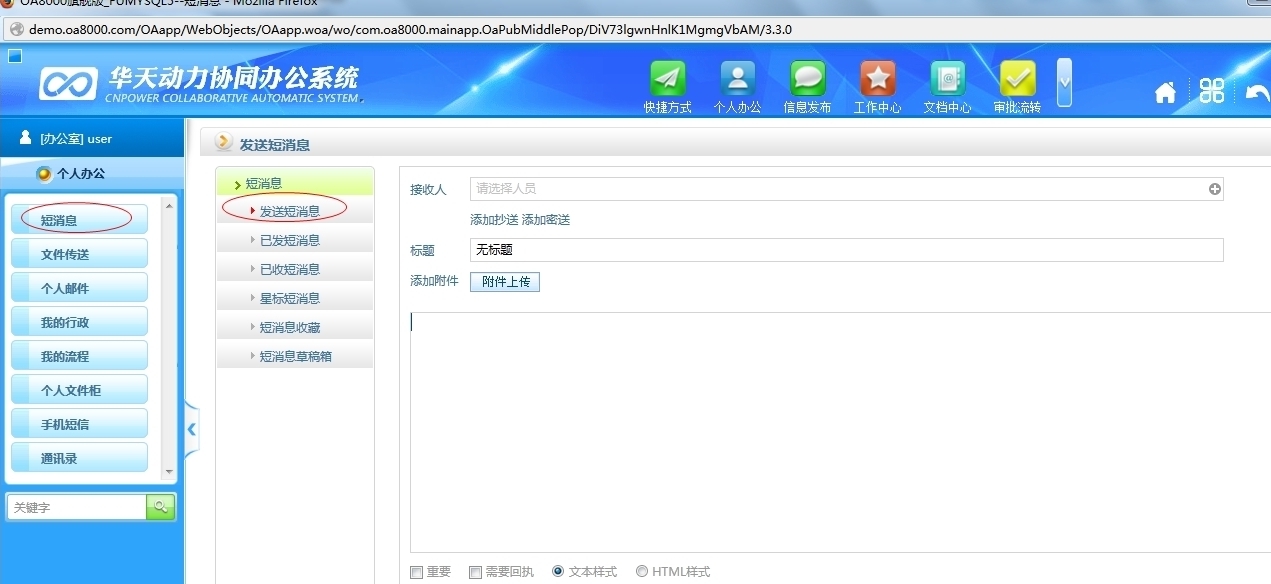 OA8000旗舰版_FUMYSQL5--短消息 - Mozilla Firefox
demo.oa8000.com/OAapp/WebObjects/OAapp.woa/wo/com.oa8000.mainapp.OaPubMiddlePop/DiV73lgwnHnlK1MgmgVbAM/3.3.0
华天动力协同办公系统
CNPOWER COLLABORATIVE AUTOMATIC SYSTEM
快捷方式 个人办公 信息发布 工作中心 文档中心 审批流转
[办公室] user
个人办公
短消息
文件传送
个人邮件
我的行政
我的流程
个人文件柜
手机短信
通讯录
关键字
发送短消息
短消息
发送短消息
已发短消息
已收短消息
星标短消息
短消息收藏
短消息草稿箱
接收人 请选择人员
添加抄送 添加密送
标题 无标题
添加附件 附件上传
重要 需要回执 文本样式 HTML样式